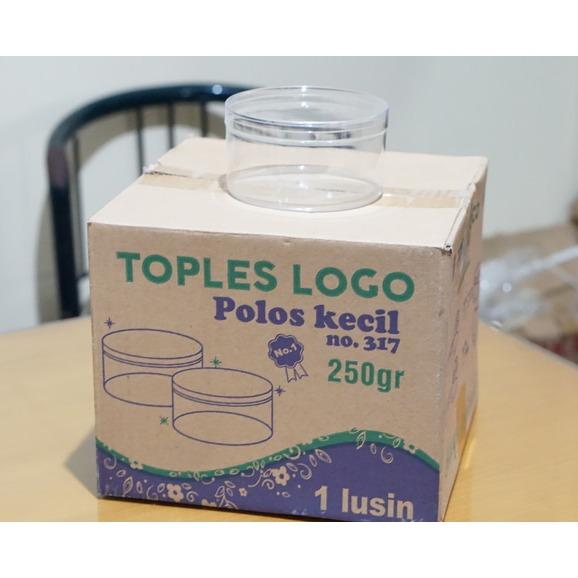 TOPLES LOGO
Polos kecil
no. 317
No.1
250gr
1 lusin